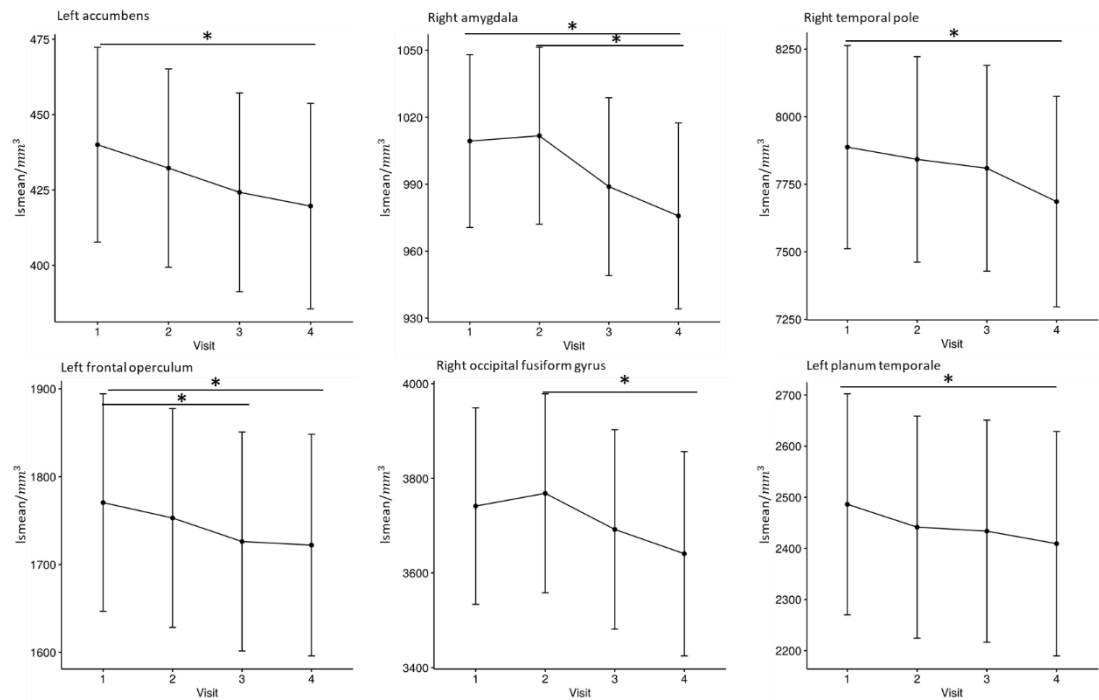 Left accumbens
*
lsmean/mm³
475
450
425
400
1 2 3 4
Visit
Right amygdala
*
*
lsmean/mm³
1050
1020
990
960
930
1 2 3 4
Visit
Right temporal pole
*
lsmean/mm³
8250
8000
7750
7500
7250
1 2 3 4
Visit
Left frontal operculum
*
*
lsmean/mm³
1900
1800
1700
1600
1 2 3 4
Visit
Right occipital fusiform gyrus
*
lsmean/mm³
4000
3800
3600
3400
1 2 3 4
Visit
Left planum temporale
*
lsmean/mm³
2700
2600
2500
2400
2300
2200
1 2 3 4
Visit